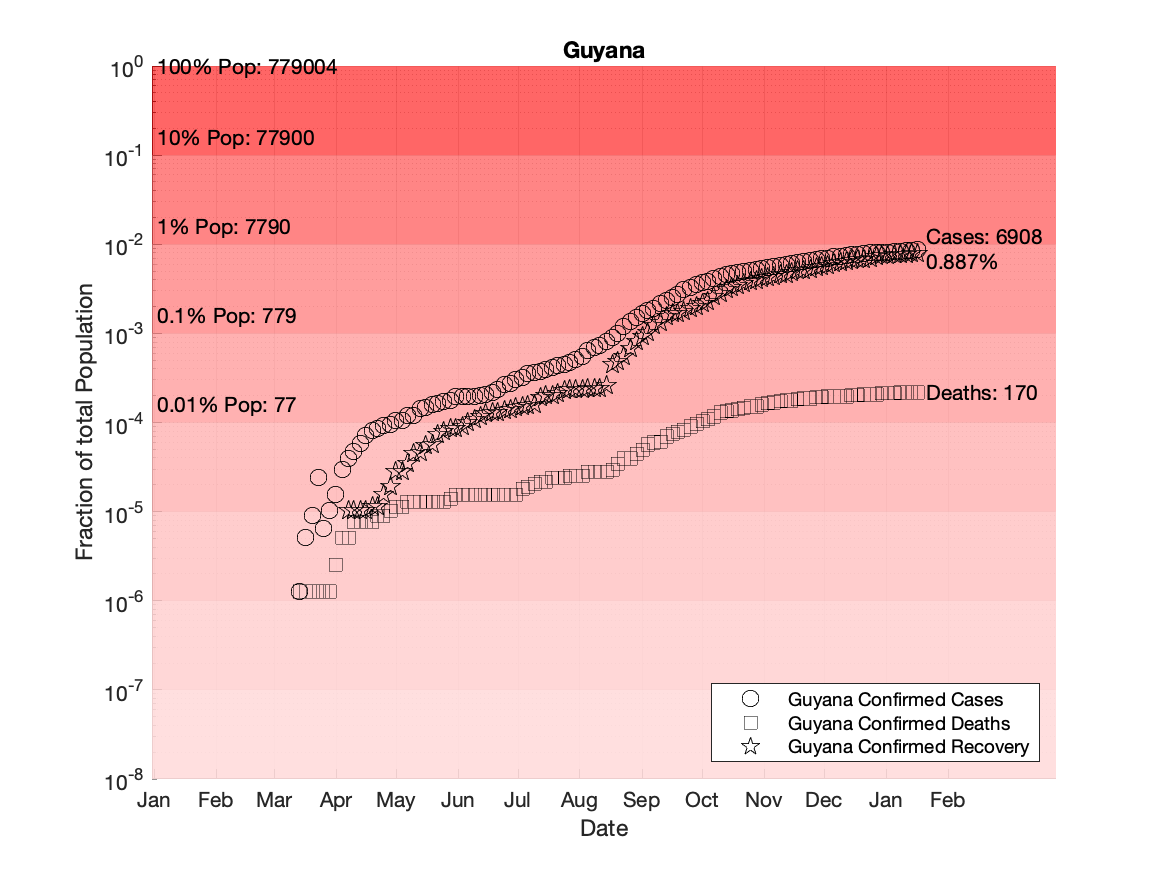 Guyana
10^0
100% Pop: 779004
10% Pop: 77900
10^-1
1% Pop: 7790
10^-2
Cases: 6908
0.887%
0.1% Pop: 779
10^-3
0.01% Pop: 77
Deaths: 170
10^-4
10^-5
10^-6
10^-7
10^-8
Fraction of total Population
Guyana Confirmed Cases
Guyana Confirmed Deaths
Guyana Confirmed Recovery
Jan Feb Mar Apr May Jun Jul Aug Sep Oct Nov Dec Jan Feb
Date